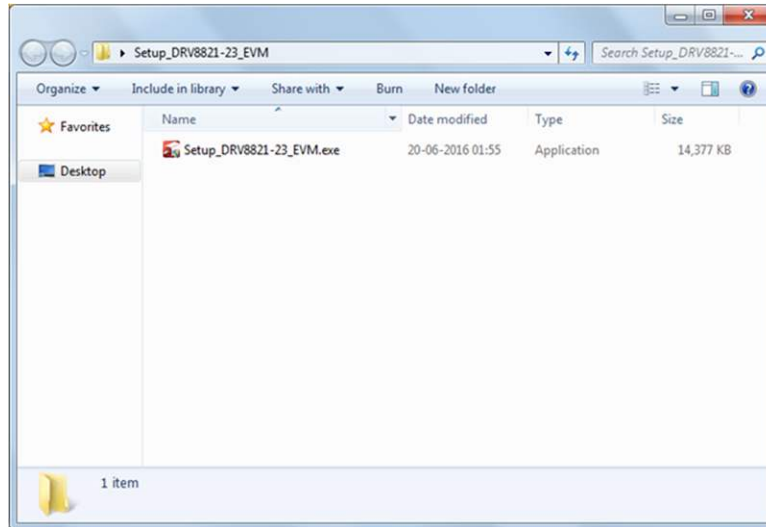 Setup_DRV8821-23_EVM
Search Setup_DRV8821-...
Organize Include in library Share with Burn New folder
Favorites
Desktop
Name Date modified Type Size
Setup_DRV8821-23_EVM.exe 20-06-2016 01:55 Application 14,377 KB
1 item